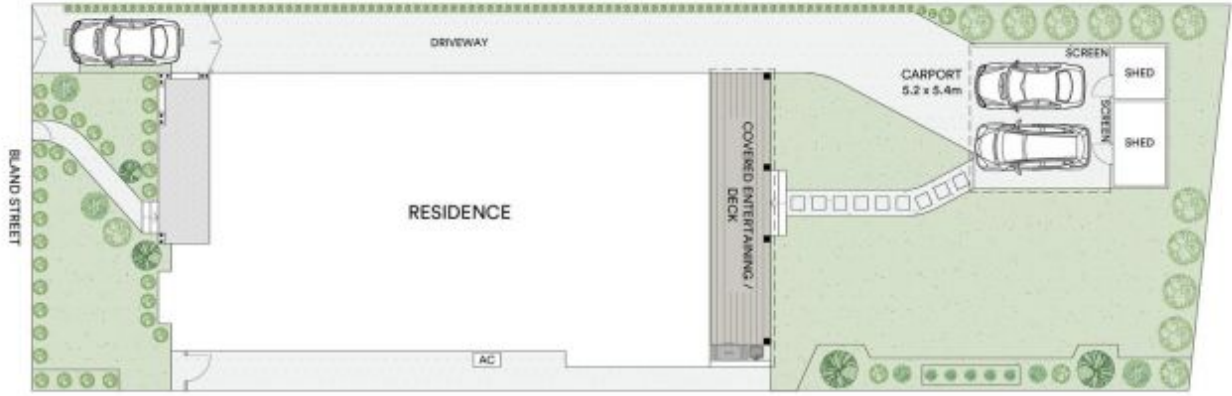 DRIVEWAY
SCREEN
CARPORT
5.2 x 5.4m
SHED
SCREEN
SHED
BLAND STREET
RESIDENCE
COVERED ENTERTAINING /
DECK
AC